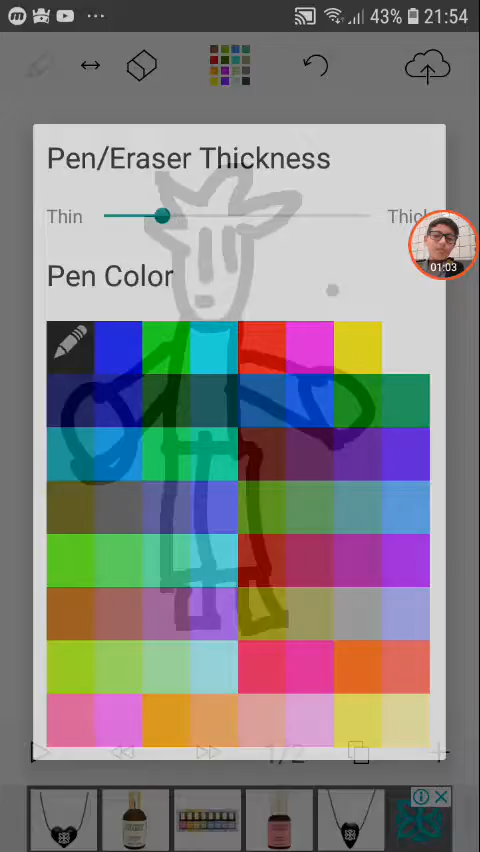 43% 21:54
Pen/Eraser Thickness
Thin Thick
01:03
Pen Color
1/2